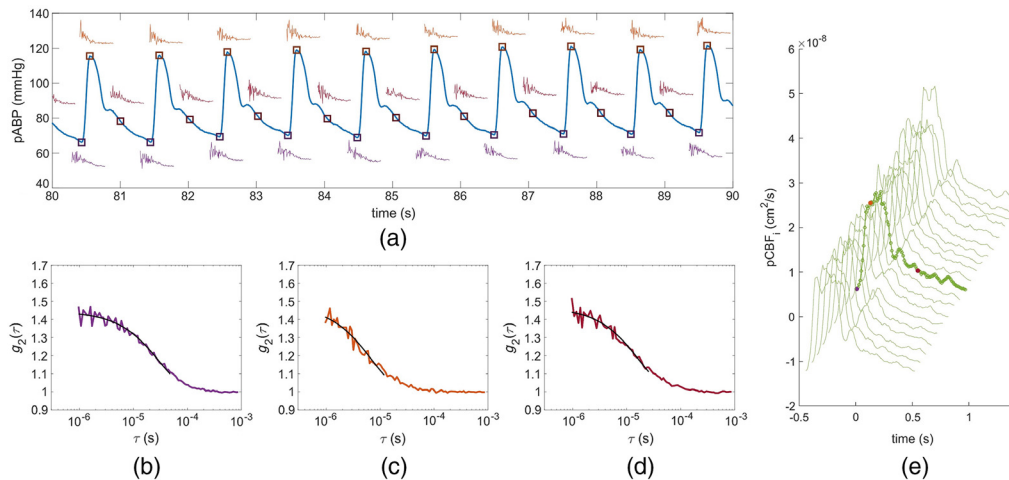 140
120
100
80
60
40
pABP (mmHg)
80 81 82 83 84 85 86 87 88 89 90
time (s)
(a)
1.7
1.6
1.5
1.4
1.3
1.2
1.1
1
0.9
g2(τ)
10-6 10-5 10-4 10-3
τ (s)
(b)
1.7
1.6
1.5
1.4
1.3
1.2
1.1
1
0.9
g2(τ)
10-6 10-5 10-4 10-3
τ (s)
(c)
1.7
1.6
1.5
1.4
1.3
1.2
1.1
1
0.9
g2(τ)
10-6 10-5 10-4 10-3
τ (s)
(d)
×10-8
6
5
4
3
2
1
0
-1
-2
pCBFi (cm2/s)
-0.5 0 0.5 1
time (s)
(e)